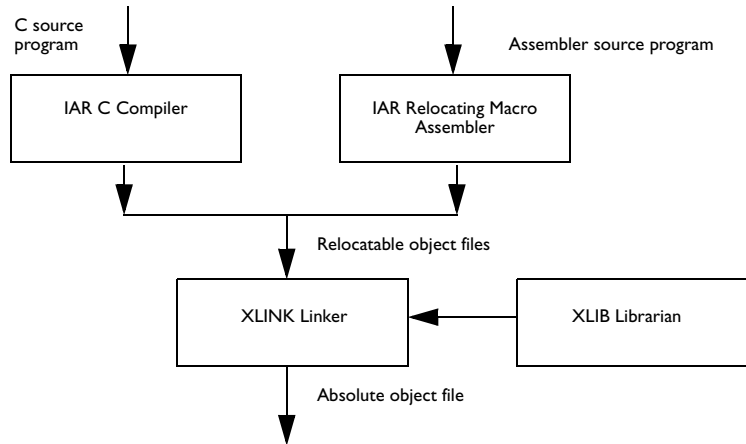 C source
program
Assembler source program
IAR C Compiler
IAR Relocating Macro
Assembler
Relocatable object files
XLINK Linker
XLIB Librarian
Absolute object file